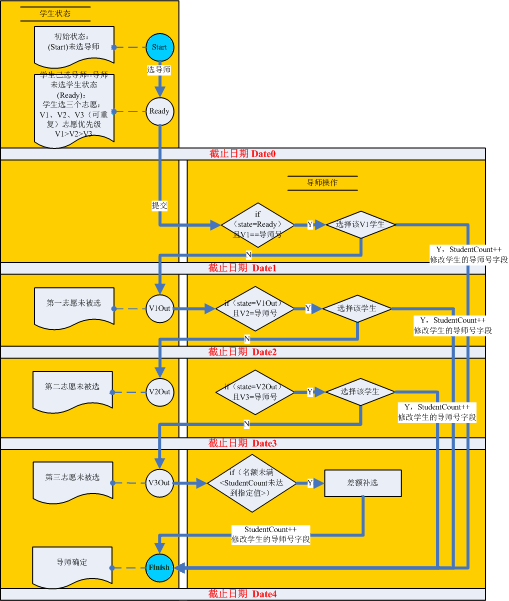 学生状态
初始状态：
(Start)未选导师
Start
选导师
学生已选导师--导师
未选学生状态
(Ready)：
学生选三个志愿：
V1、V2、V3（可重
复）志愿优先级
V1>V2>V3
Ready
截止日期 Date0
导师操作
提交
if
（state=Ready）
且V1==导师号
Y
选择该V1学生
Y，StudentCount++
修改学生的导师号字段
N
截止日期 Date1
第一志愿未被选
V1Out
if（state=V1Out）
且V2=导师号
Y
选择该学生
Y，StudentCount++
修改学生的导师号字段
N
截止日期 Date2
第二志愿未被选
V2Out
if（state=V2Out）
且V3=导师号
Y
选择该学生
Y，StudentCount++
修改学生的导师号字段
N
截止日期 Date3
第三志愿未被选
V3Out
if（名额未满
<StudentCount未达
到指定值>）
Y
差额补选
StudentCount++
修改学生的导师号字段
导师确定
Finish
截止日期 Date4